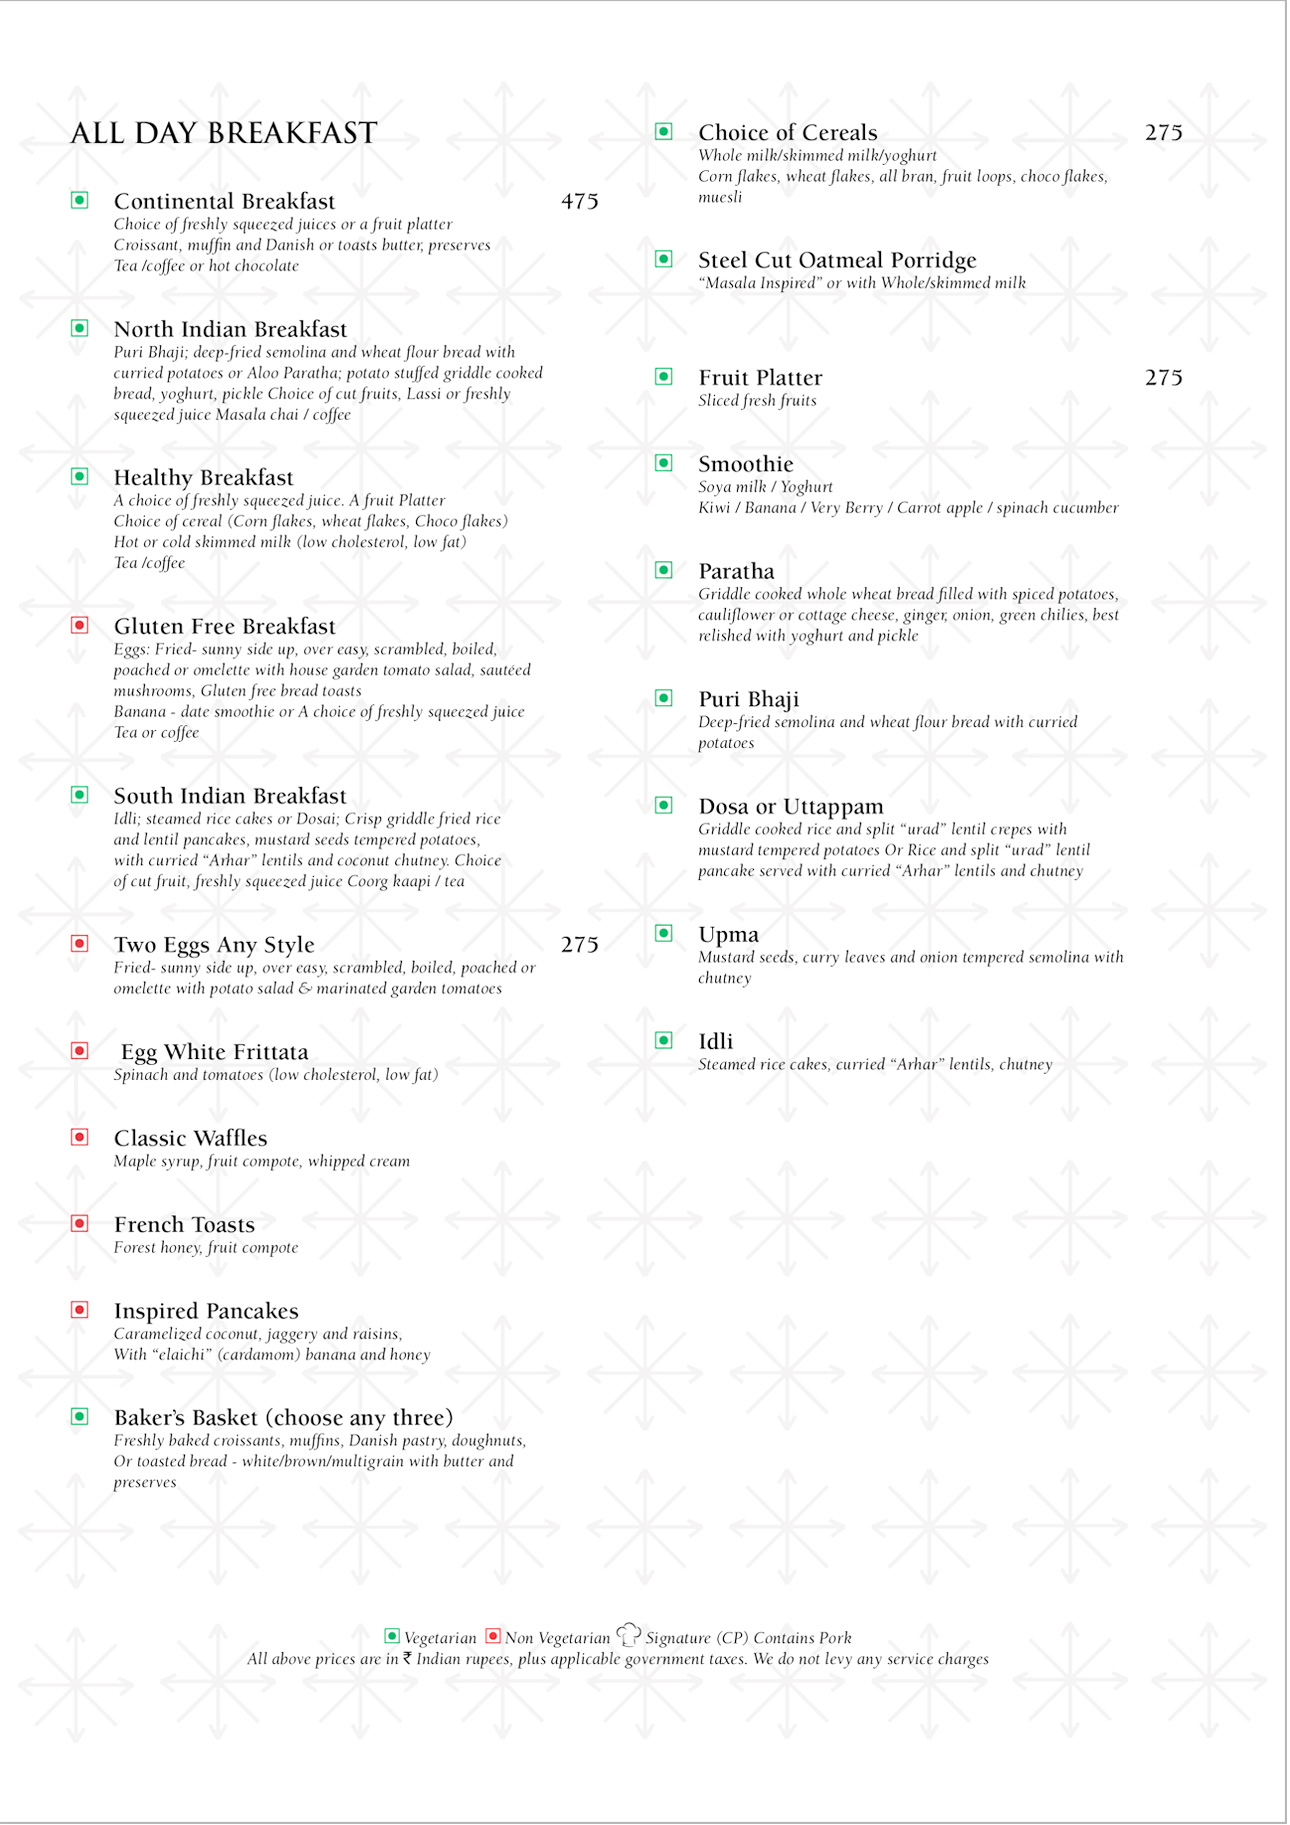 ALL DAY BREAKFAST
Continental Breakfast 475
Choice of freshly squeezed juices or a fruit platter
Croissant, muffin and Danish or toasts butter, preserves
Tea /coffee or hot chocolate
North Indian Breakfast
Puri Bhaji; deep-fried semolina and wheat flour bread with
curried potatoes or Aloo Paratha; potato stuffed griddle cooked
bread, yoghurt, pickle Choice of cut fruits, Lassi or freshly
squeezed juice Masala chai / coffee
Healthy Breakfast
A choice of freshly squeezed juice. A fruit Platter
Choice of cereal (Corn flakes, wheat flakes, Choco flakes)
Hot or cold skimmed milk (low cholesterol, low fat)
Tea /coffee
Gluten Free Breakfast
Eggs: Fried- sunny side up, over easy, scrambled, boiled,
poached or omelette with house garden tomato salad, sautéed
mushrooms, Gluten free bread toasts
Banana - date smoothie or A choice of freshly squeezed juice
Tea or coffee
South Indian Breakfast
Idli; steamed rice cakes or Dosai; Crisp griddle fried rice
and lentil pancakes, mustard seeds tempered potatoes,
with curried “Arhar” lentils and coconut chutney. Choice
of cut fruit, freshly squeezed juice Coorg kaapi / tea
Two Eggs Any Style 275
Fried- sunny side up, over easy, scrambled, boiled, poached or
omelette with potato salad & marinated garden tomatoes
Egg White Frittata
Spinach and tomatoes (low cholesterol, low fat)
Classic Waffles
Maple syrup, fruit compote, whipped cream
French Toasts
Forest honey, fruit compote
Inspired Pancakes
Caramelized coconut, jaggery and raisins,
With “elaichi” (cardamom) banana and honey
Baker’s Basket (choose any three)
Freshly baked croissants, muffins, Danish pastry, doughnuts,
Or toasted bread - white/brown/multigrain with butter and
preserves
Choice of Cereals 275
Whole milk/skimmed milk/yoghurt
Corn flakes, wheat flakes, all bran, fruit loops, choco flakes,
muesli
Steel Cut Oatmeal Porridge
“Masala Inspired” or with Whole/skimmed milk
Fruit Platter 275
Sliced fresh fruits
Smoothie
Soya milk / Yoghurt
Kiwi / Banana / Very Berry / Carrot apple / spinach cucumber
Paratha
Griddle cooked whole wheat bread filled with spiced potatoes,
cauliflower or cottage cheese, ginger, onion, green chilies, best
relished with yoghurt and pickle
Puri Bhaji
Deep-fried semolina and wheat flour bread with curried
potatoes
Dosa or Uttappam
Griddle cooked rice and split “urad” lentil crepes with
mustard tempered potatoes Or Rice and split “urad” lentil
pancake served with curried “Arhar” lentils and chutney
Upma
Mustard seeds, curry leaves and onion tempered semolina with
chutney
Idli
Steamed rice cakes, curried “Arhar” lentils, chutney
Vegetarian Non Vegetarian Signature (CP) Contains Pork
All above prices are in ₹ Indian rupees, plus applicable government taxes. We do not levy any service charges